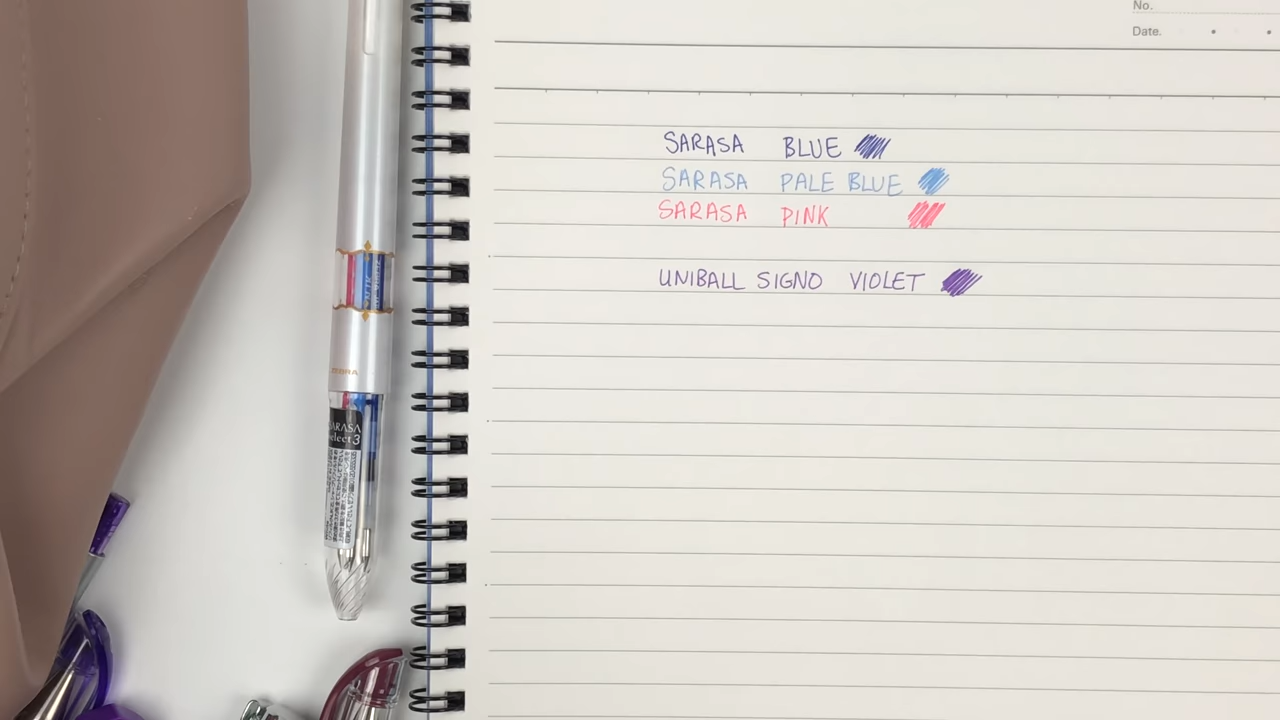 No.
Date.
SARASA BLUE
SARASA PALE BLUE
SARASA PINK
UNIBALL SIGNO VIOLET
ZEBRA
SARASA
select 3